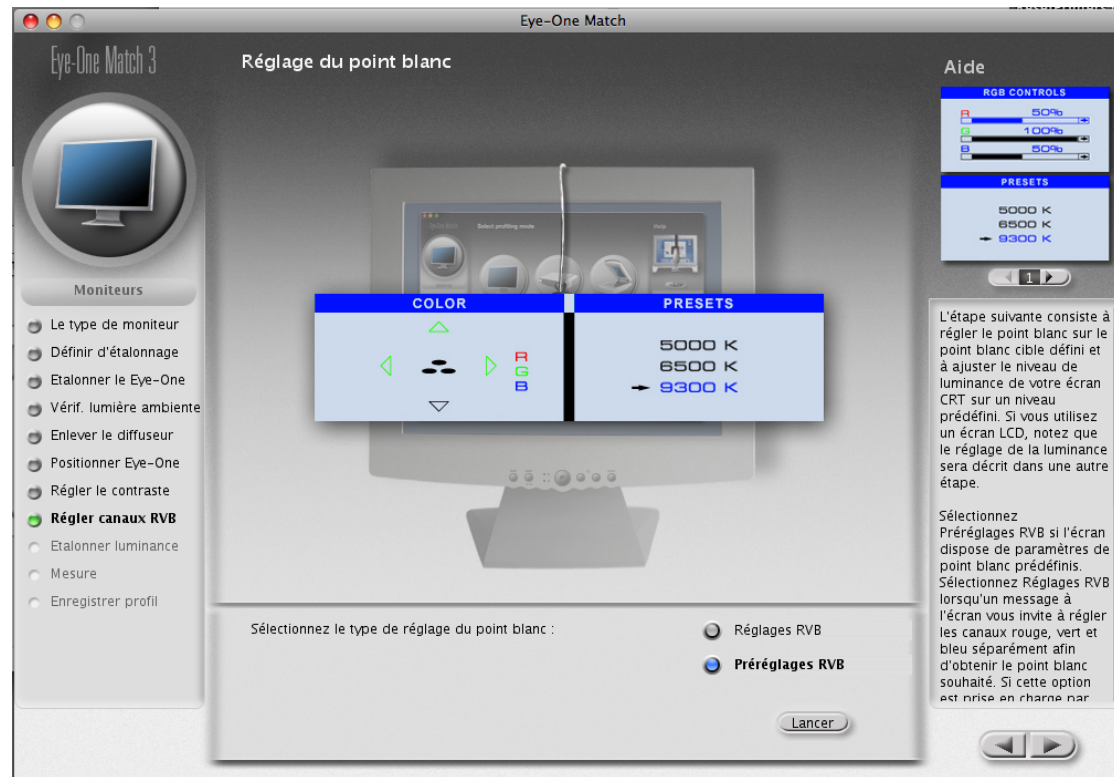 Eye-One Match
Eye-One Match 3
Moniteurs
Le type de moniteur
Définir d'étalonnage
Etalonner le Eye-One
Vérif. lumière ambiente
Enlever le diffuseur
Positionner Eye-One
Régler le contraste
Régler canaux RVB
Etalonner luminance
Mesure
Enregistrer profil
Réglage du point blanc
Select profiling mode
Help
COLOR
R
G
B
PRESETS
5000 K
6500 K
9300 K
Sélectionnez le type de réglage du point blanc :
Réglages RVB
Préréglages RVB
Lancer
Aide
RGB CONTROLS
R 50%
G 100%
B 50%
PRESETS
5000 K
6500 K
9300 K
1
L'étape suivante consiste à
régler le point blanc sur le
point blanc cible défini et
à ajuster le niveau de
luminance de votre écran
CRT sur un niveau
prédéfini. Si vous utilisez
un écran LCD, notez que
le réglage de la luminance
sera décrit dans une autre
étape.
Sélectionnez
Préréglages RVB si l'écran
dispose de paramètres de
point blanc prédéfinis.
Sélectionnez Réglages RVB
lorsqu'un message à
l'écran vous invite à régler
les canaux rouge, vert et
bleu séparément afin
d'obtenir le point blanc
souhaité. Si cette option
est prise en charge par